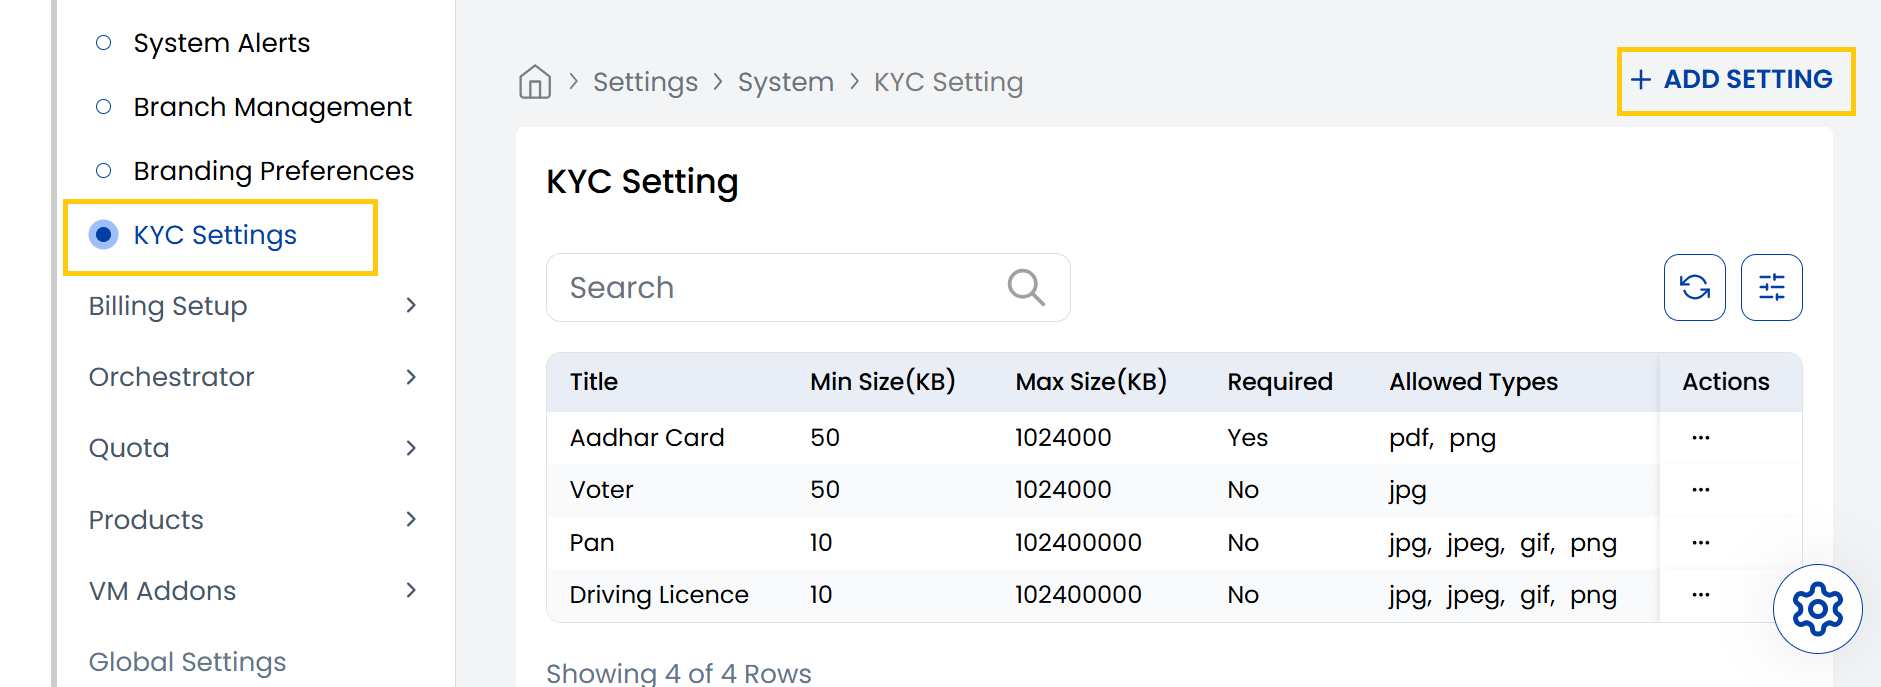 System Alerts
Branch Management
Branding Preferences
KYC Settings
Billing Setup
Orchestrator
Quota
Products
VM Addons
Global Settings
Settings > System > KYC Setting
+ ADD SETTING
KYC Setting
Search
Title Min Size(KB) Max Size(KB) Required Allowed Types Actions
Aadhar Card 50 1024000 Yes pdf, png ...
Voter 50 1024000 No jpg ...
Pan 10 102400000 No jpg, jpeg, gif, png ...
Driving Licence 10 102400000 No jpg, jpeg, gif, png ...
Showing 4 of 4 Rows